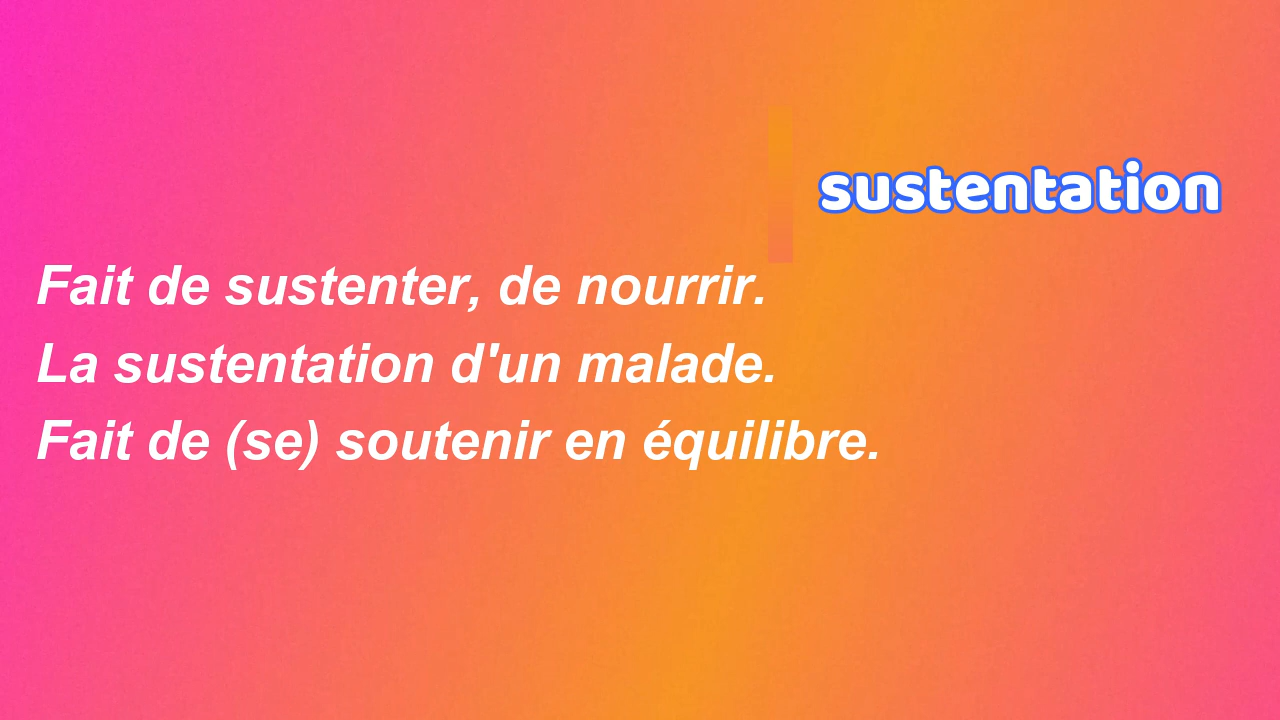 sustentation
Fait de sustenter, de nourrir.
La sustentation d'un malade.
Fait de (se) soutenir en équilibre.